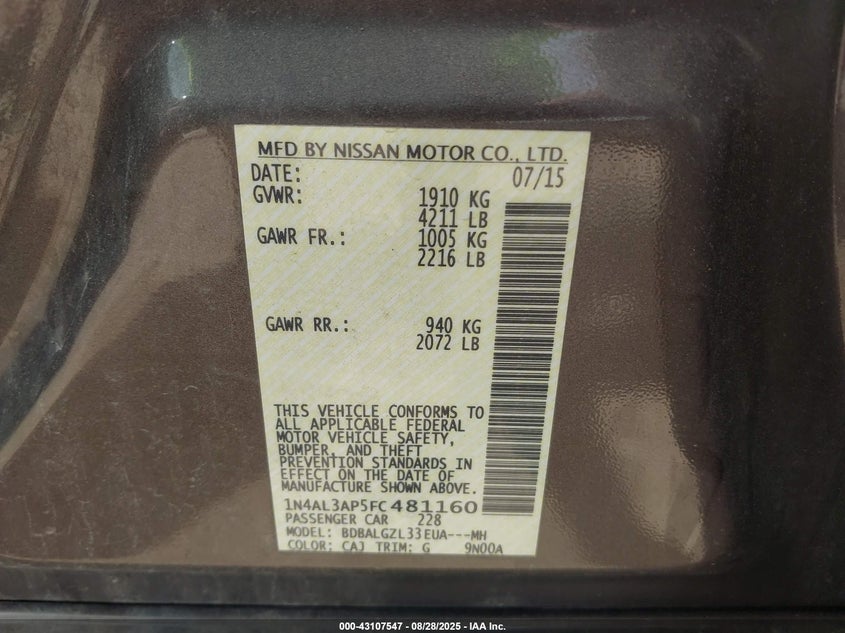 MFD BY NISSAN MOTOR CO., LTD.
DATE: 07/15
GVWR: 1910 KG
4211 LB
GAWR FR.: 1005 KG
2216 LB
GAWR RR.: 940 KG
2072 LB
THIS VEHICLE CONFORMS TO
ALL APPLICABLE FEDERAL
MOTOR VEHICLE SAFETY,
BUMPER, AND THEFT
PREVENTION STANDARDS IN
EFFECT ON THE DATE OF
MANUFACTURE SHOWN ABOVE.
1N4AL3AP5FC481160
PASSENGER CAR 228
MODEL: BDBALGZL33EUA---MH
COLOR: CAJ TRIM: G 9N00A
000-43107547 - 08/28/2025 - IAA Inc.